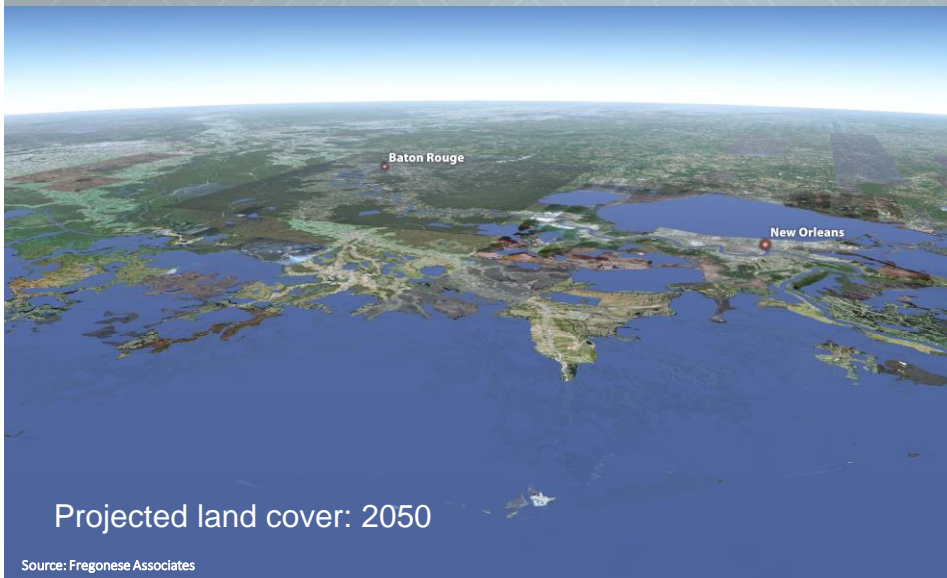 Baton Rouge
New Orleans
Projected land cover: 2050
Source: Fregonese Associates